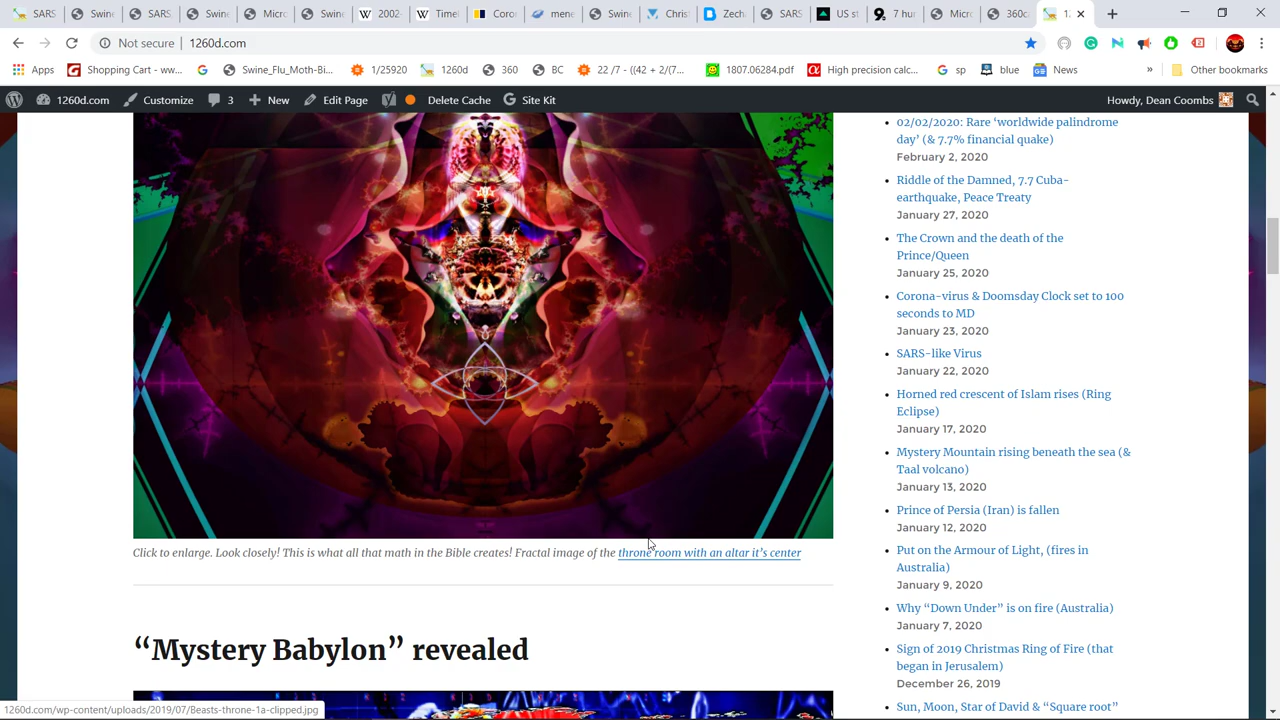 SARS
SARS
2002-
Swin
Timel
Caref
cene
Swine
Chris
Zech
SARS
US st
7 hur
Micro
360c
1.
Not secure | 1260d.com
Apps
Shopping Cart - ww...
Swine_Flu_Moth-Bi...
1/25920
1260d
360
BC
22 /7 - ((42 + 2/(7...
1807.06284.pdf
High precision calc...
sp
blue
News
»
Other bookmarks
1260d.com
Customize
3
New
Edit Page
Delete Cache
Site Kit
Howdy, Dean Coombs
Click to enlarge. Look closely! This is what all that math in the Bible creates! Fractal image of the throne room with an altar it’s center
“Mystery Babylon” revealed
02/02/2020: Rare ‘worldwide palindrome
day’ (& 7.7% financial quake)
February 2, 2020
Riddle of the Damned, 7.7 Cuba-
earthquake, Peace Treaty
January 27, 2020
The Crown and the death of the
Prince/Queen
January 25, 2020
Corona-virus & Doomsday Clock set to 100
seconds to MD
January 23, 2020
SARS-like Virus
January 22, 2020
Horned red crescent of Islam rises (Ring
Eclipse)
January 17, 2020
Mystery Mountain rising beneath the sea (&
Taal volcano)
January 13, 2020
Prince of Persia (Iran) is fallen
January 12, 2020
Put on the Armour of Light, (fires in
Australia)
January 9, 2020
Why “Down Under” is on fire (Australia)
January 7, 2020
Sign of 2019 Christmas Ring of Fire (that
began in Jerusalem)
December 26, 2019
Sun, Moon, Star of David & “Square root”
1260d.com/wp-content/uploads/2019/07/Beasts-throne-1a-clipped.jpg